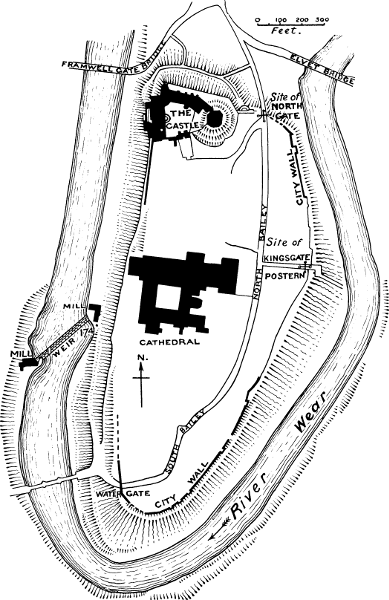 0 100 200 300
Feet.
FRAMWELL GATE BRIDGE
ELVET BRIDGE
Site of
NORTH
GATE
THE
CASTLE
CITY WALL
NORTH BAILEY
Site of
KINGSGATE
POSTERN
MILL
MILL
WEIR
CATHEDRAL
N.
SOUTH BAILEY
WATER GATE
CITY WALL
River Wear